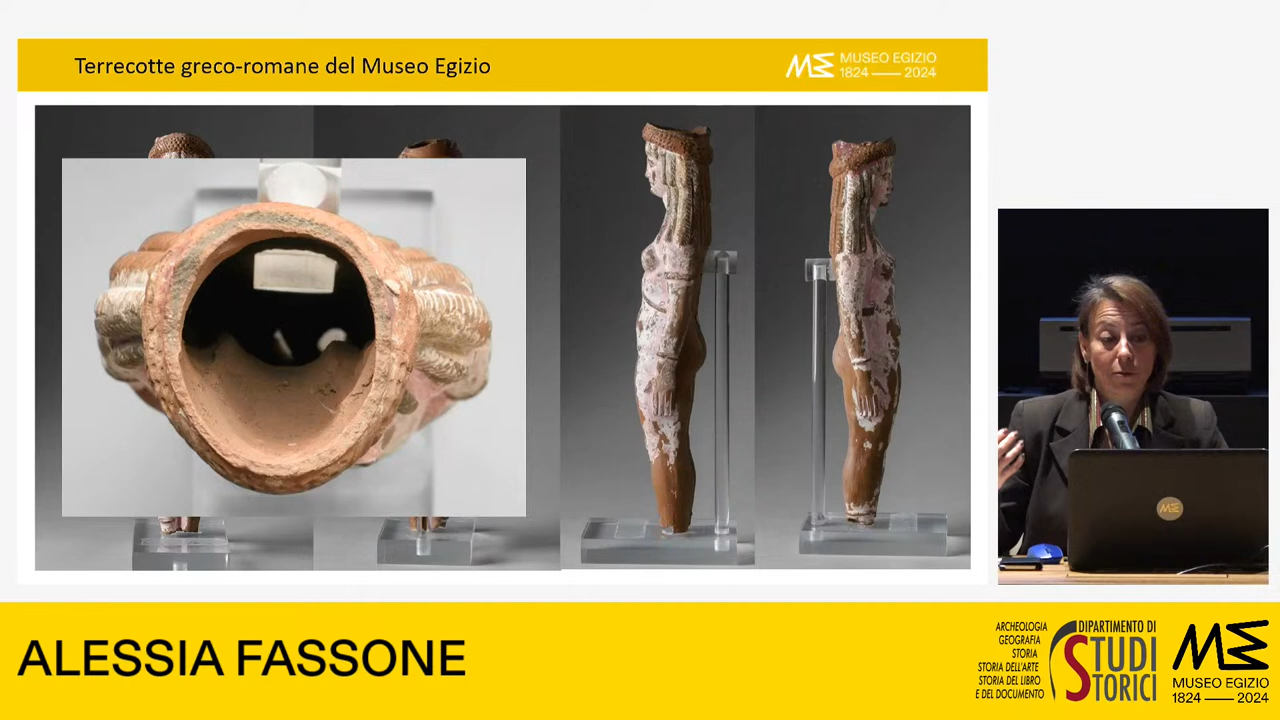 Terrecotte greco-romane del Museo Egizio
MUSEO EGIZIO
1824 — 2024
ALESSIA FASSONE
ARCHEOLOGIA
GEOGRAFIA
STORIA
STORIA DELL'ARTE
STORIA DEL LIBRO
E DEL DOCUMENTO
DIPARTIMENTO DI
STUDI
STORICI
MUSEO EGIZIO
1824 — 2024